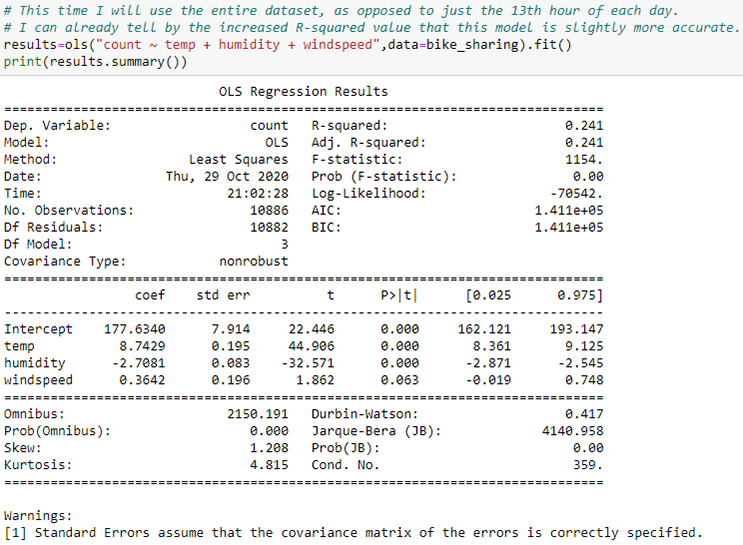 # This time I will use the entire dataset, as opposed to just the 13th hour of each day.
# I can already tell by the increased R-squared value that this model is slightly more accurate.
results=ols("count ~ temp + humidity + windspeed",data=bike_sharing).fit()
print(results.summary())
OLS Regression Results
==============================================================================
Dep. Variable: count R-squared: 0.241
Model: OLS Adj. R-squared: 0.241
Method: Least Squares F-statistic: 1154.
Date: Thu, 29 Oct 2020 Prob (F-statistic): 0.00
Time: 21:02:28 Log-Likelihood: -70542.
No. Observations: 10886 AIC: 1.411e+05
Df Residuals: 10882 BIC: 1.411e+05
Df Model: 3
Covariance Type: nonrobust
==============================================================================
coef std err t P>|t| [0.025 0.975]
------------------------------------------------------------------------------
Intercept 177.6340 7.914 22.446 0.000 162.121 193.147
temp 8.7429 0.195 44.906 0.000 8.361 9.125
humidity -2.7081 0.083 -32.571 0.000 -2.871 -2.545
windspeed 0.3642 0.196 1.862 0.063 -0.019 0.748
==============================================================================
Omnibus: 2150.191 Durbin-Watson: 0.417
Prob(Omnibus): 0.000 Jarque-Bera (JB): 4140.958
Skew: 1.208 Prob(JB): 0.00
Kurtosis: 4.815 Cond. No. 359.
==============================================================================
Warnings:
[1] Standard Errors assume that the covariance matrix of the errors is correctly specified.